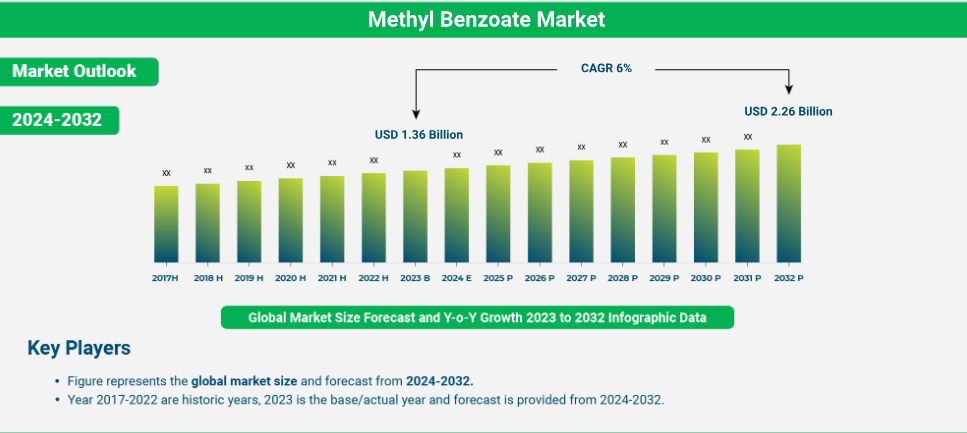 Methyl Benzoate Market
Market Outlook
2024-2032
CAGR 6%
USD 1.36 Billion
USD 2.26 Billion
xx xx xx xx xx xx xx xx xx xx xx xx xx xx
2017H 2018 H 2019 H 2020 H 2021 H 2022 H 2023 B 2024 E 2025 P 2026 P 2027 P 2028 P 2029 P 2030 P 2031 P 2032 P
Global Market Size Forecast and Y-o-Y Growth 2023 to 2032 Infographic Data
Key Players
• Figure represents the global market size and forecast from 2024-2032.
• Year 2017-2022 are historic years, 2023 is the base/actual year and forecast is provided from 2024-2032.